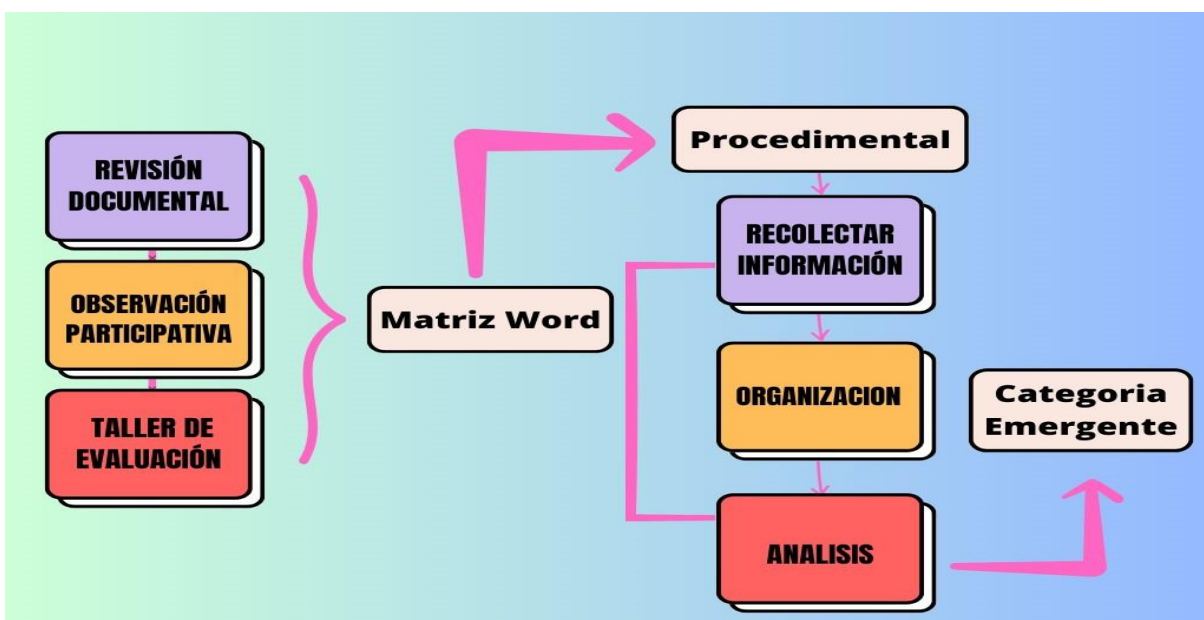 REVISIÓN
DOCUMENTAL
OBSERVACIÓN
PARTICIPATIVA
TALLER DE
EVALUACIÓN
Matriz Word
Procedimental
RECOLECTAR
INFORMACIÓN
ORGANIZACION
ANALISIS
Categoria
Emergente